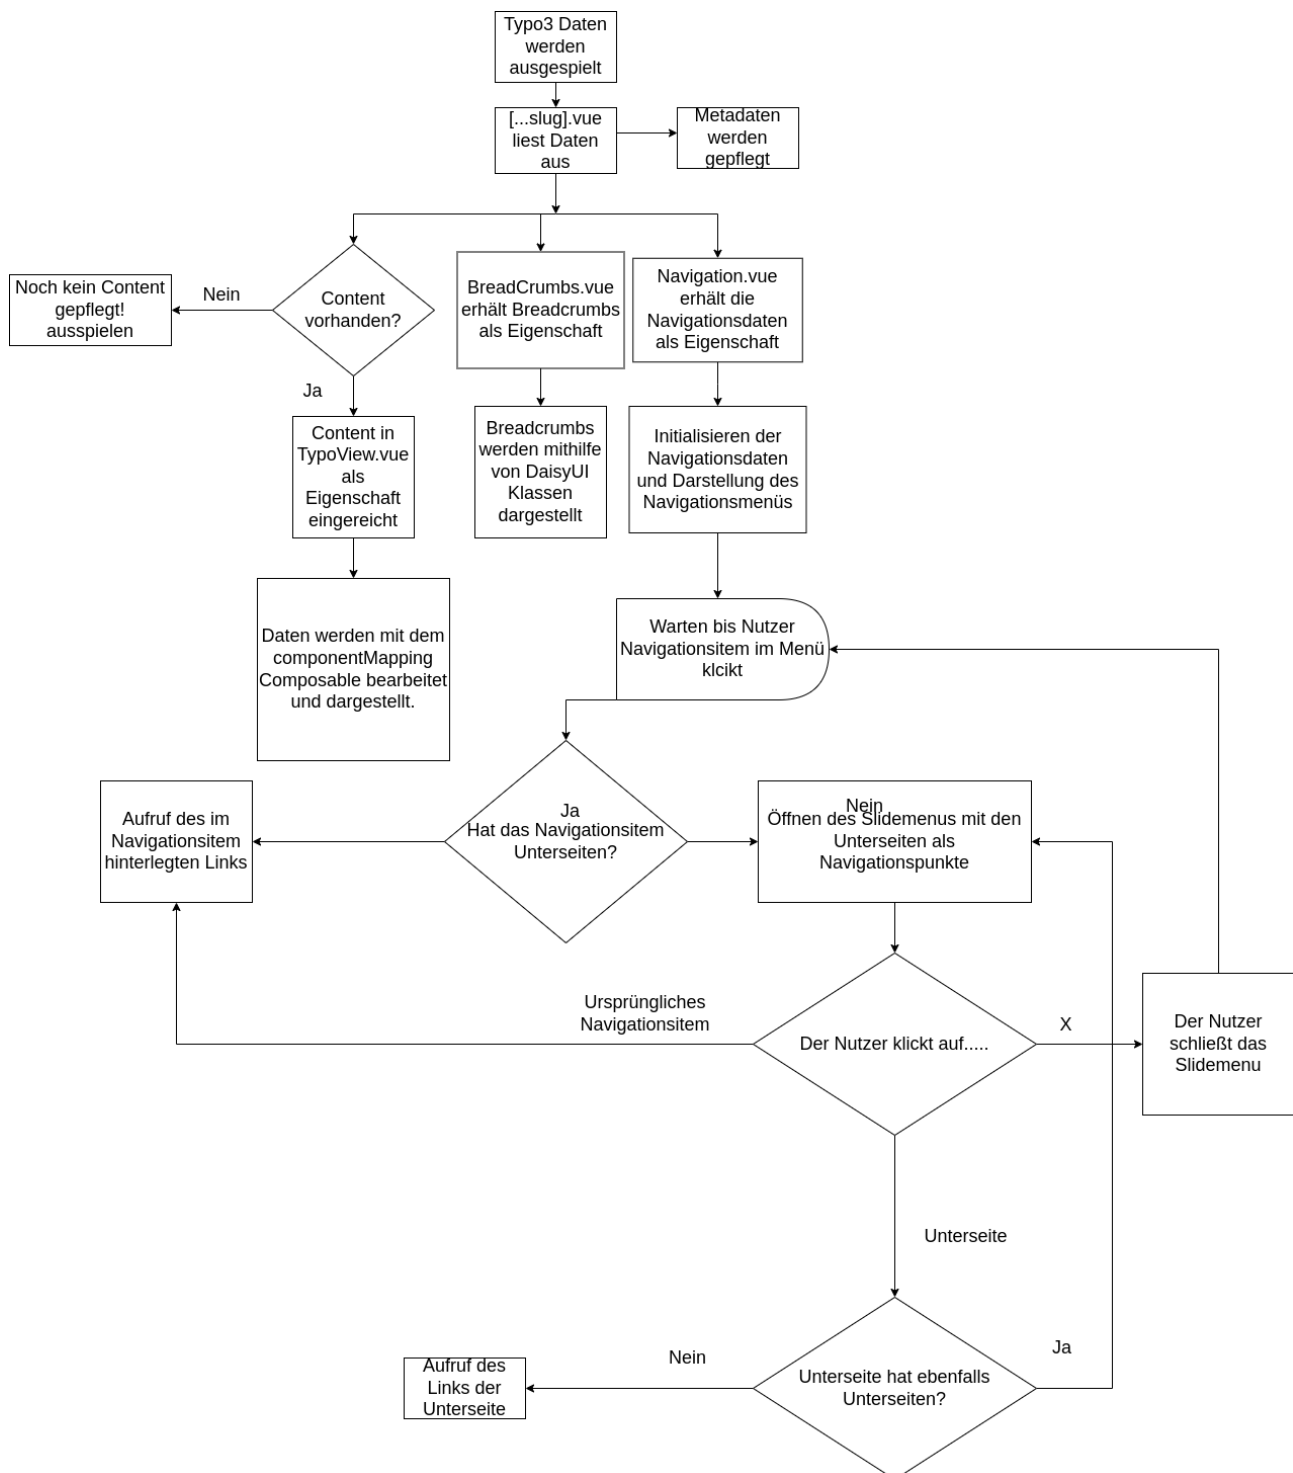 Typo3 Daten
werden
ausgespielt
[...slug].vue
liest Daten
aus
Metadaten
werden
gepflegt
Noch kein Content
gepflegt!
ausspielen
Nein
Content
vorhanden?
BreadCrumbs.vue
erhält Breadcrumbs
als Eigenschaft
Navigation.vue
erhält die
Navigationsdaten
als Eigenschaft
Ja
Content in
TypoView.vue
als
Eigenschaft
eingereicht
Breadcrumbs
werden mithilfe
von DaisyUI
Klassen
dargestellt
Initialisieren der
Navigationsdaten
und Darstellung des
Navigationsmenüs
Daten werden mit dem
componentMapping
Composable bearbeitet
und dargestellt.
Warten bis Nutzer
Navigationsitem im Menü
klcikt
Aufruf des im
Navigationsitem
hinterlegten Links
Ja
Hat das Navigationsitem
Unterseiten?
Nein
Öffnen des Slidemenus mit den
Unterseiten als
Navigationspunkte
Ursprüngliches
Navigationsitem
Der Nutzer klickt auf.....
X
Der Nutzer
schließt das
Slidemenu
Unterseite
Aufruf des
Links der
Unterseite
Nein
Unterseite hat ebenfalls
Unterseiten?
Ja